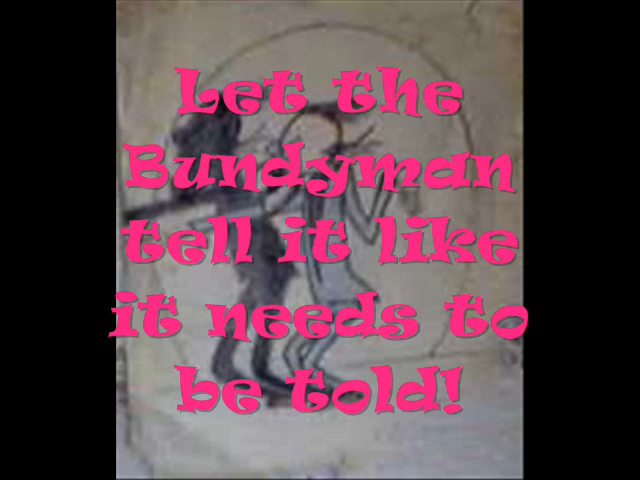 Let the
Bundyman
tell it like
it needs to
be told!